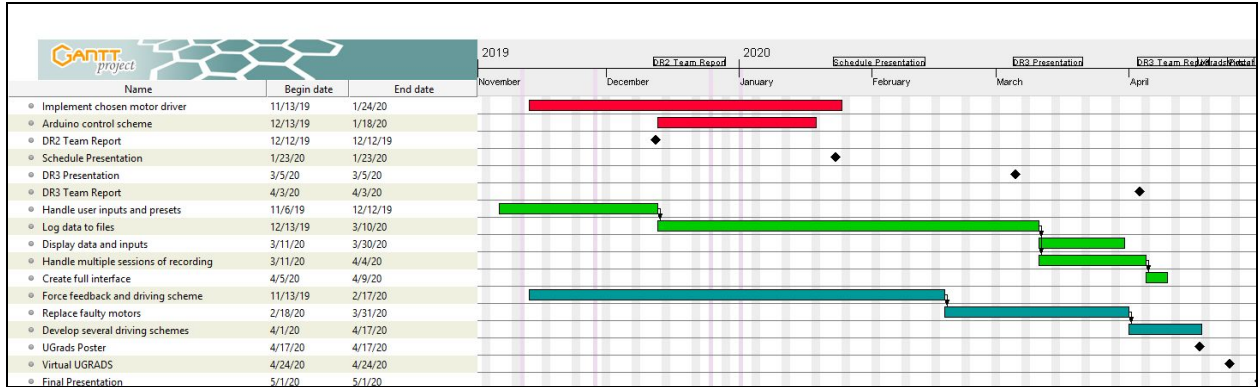 GANTT project
2019
2020
DR2 Team Report
Schedule Presentation
DR3 Presentation
DR3 Team Report
November
December
January
February
March
April
Name Begin date End date
Implement chosen motor driver 11/13/19 1/24/20
Arduino control scheme 12/13/19 1/18/20
DR2 Team Report 12/12/19 12/12/19
Schedule Presentation 1/23/20 1/23/20
DR3 Presentation 3/5/20 3/5/20
DR3 Team Report 4/3/20 4/3/20
Handle user inputs and presets 11/6/19 12/12/19
Log data to files 12/13/19 3/10/20
Display data and inputs 3/11/20 3/30/20
Handle multiple sessions of recording 3/11/20 4/4/20
Create full interface 4/5/20 4/9/20
Force feedback and driving scheme 11/13/19 2/17/20
Replace faulty motors 2/18/20 3/31/20
Develop several driving schemes 4/1/20 4/17/20
UGrads Poster 4/17/20 4/17/20
Virtual UGRADS 4/24/20 4/24/20
Final Presentation 5/1/20 5/1/20